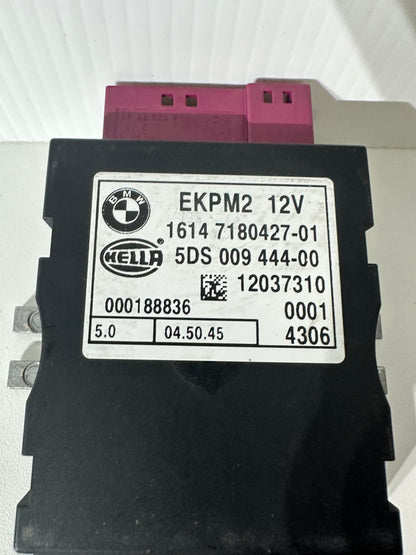 BMW
EKPM2 12V
1614 7180427-01
HELLA
5DS 009 444-00
12037310
000188836
0001
5.0
04.50.45
4306